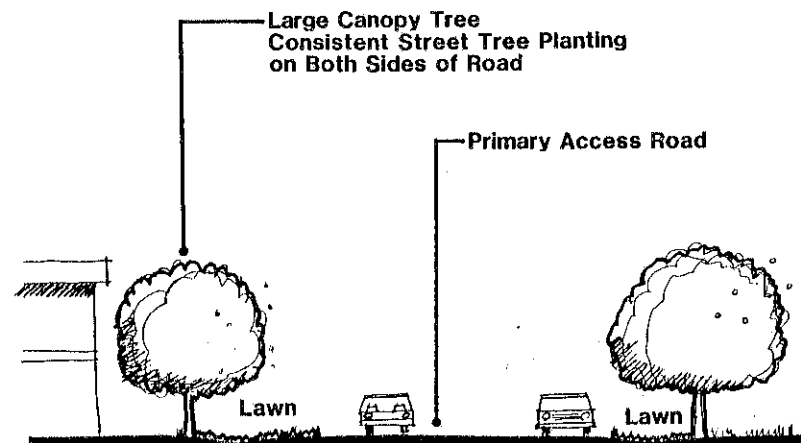 Large Canopy Tree
Consistent Street Tree Planting
on Both Sides of Road
Primary Access Road
Lawn
Lawn